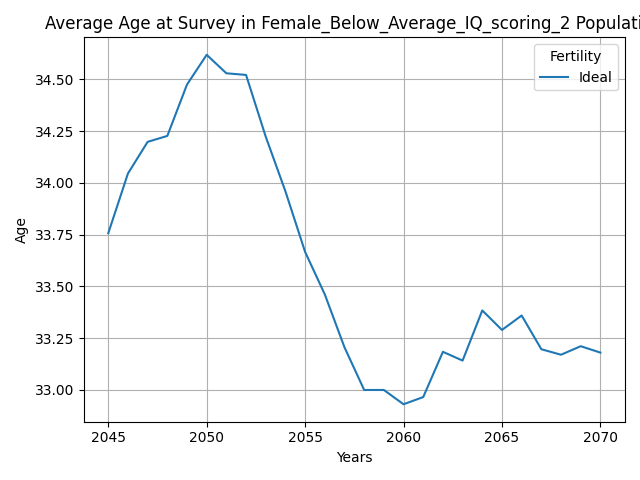 Average Age at Survey in Female_Below_Average_IQ_scoring_2 Populati
Fertility
Ideal
34.50
34.25
34.00
33.75
33.50
33.25
33.00
Age
2045 2050 2055 2060 2065 2070
Years